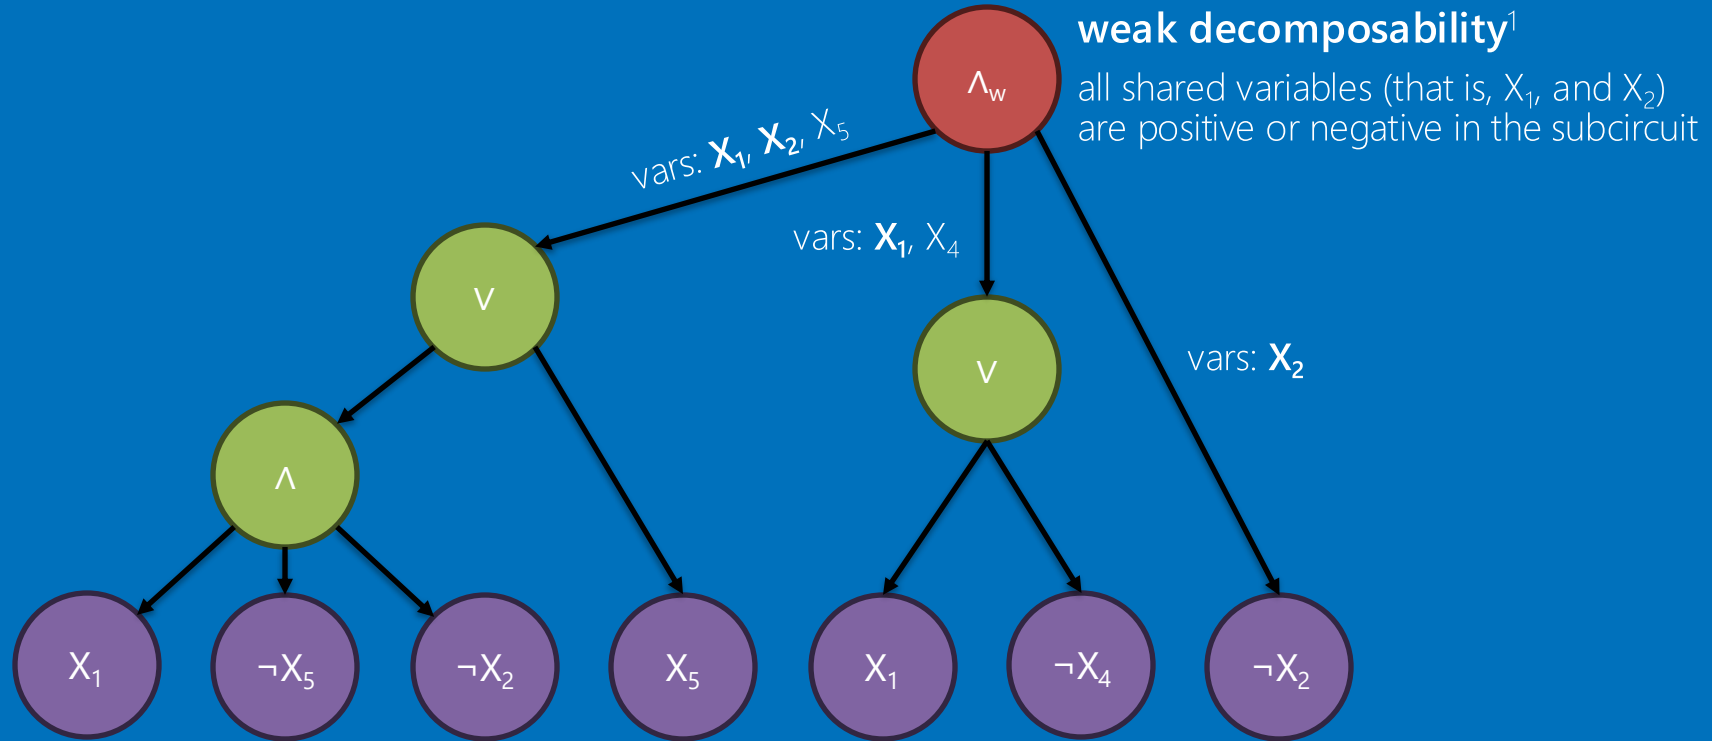 weak decomposability¹
all shared variables (that is, X₁, and X₂)
are positive or negative in the subcircuit
∧w
vars: X₁, X₂, X₅
vars: X₁, X₄
vars: X₂
∨
∨
∧
X₁
¬X₅
¬X₂
X₅
X₁
¬X₄
¬X₂